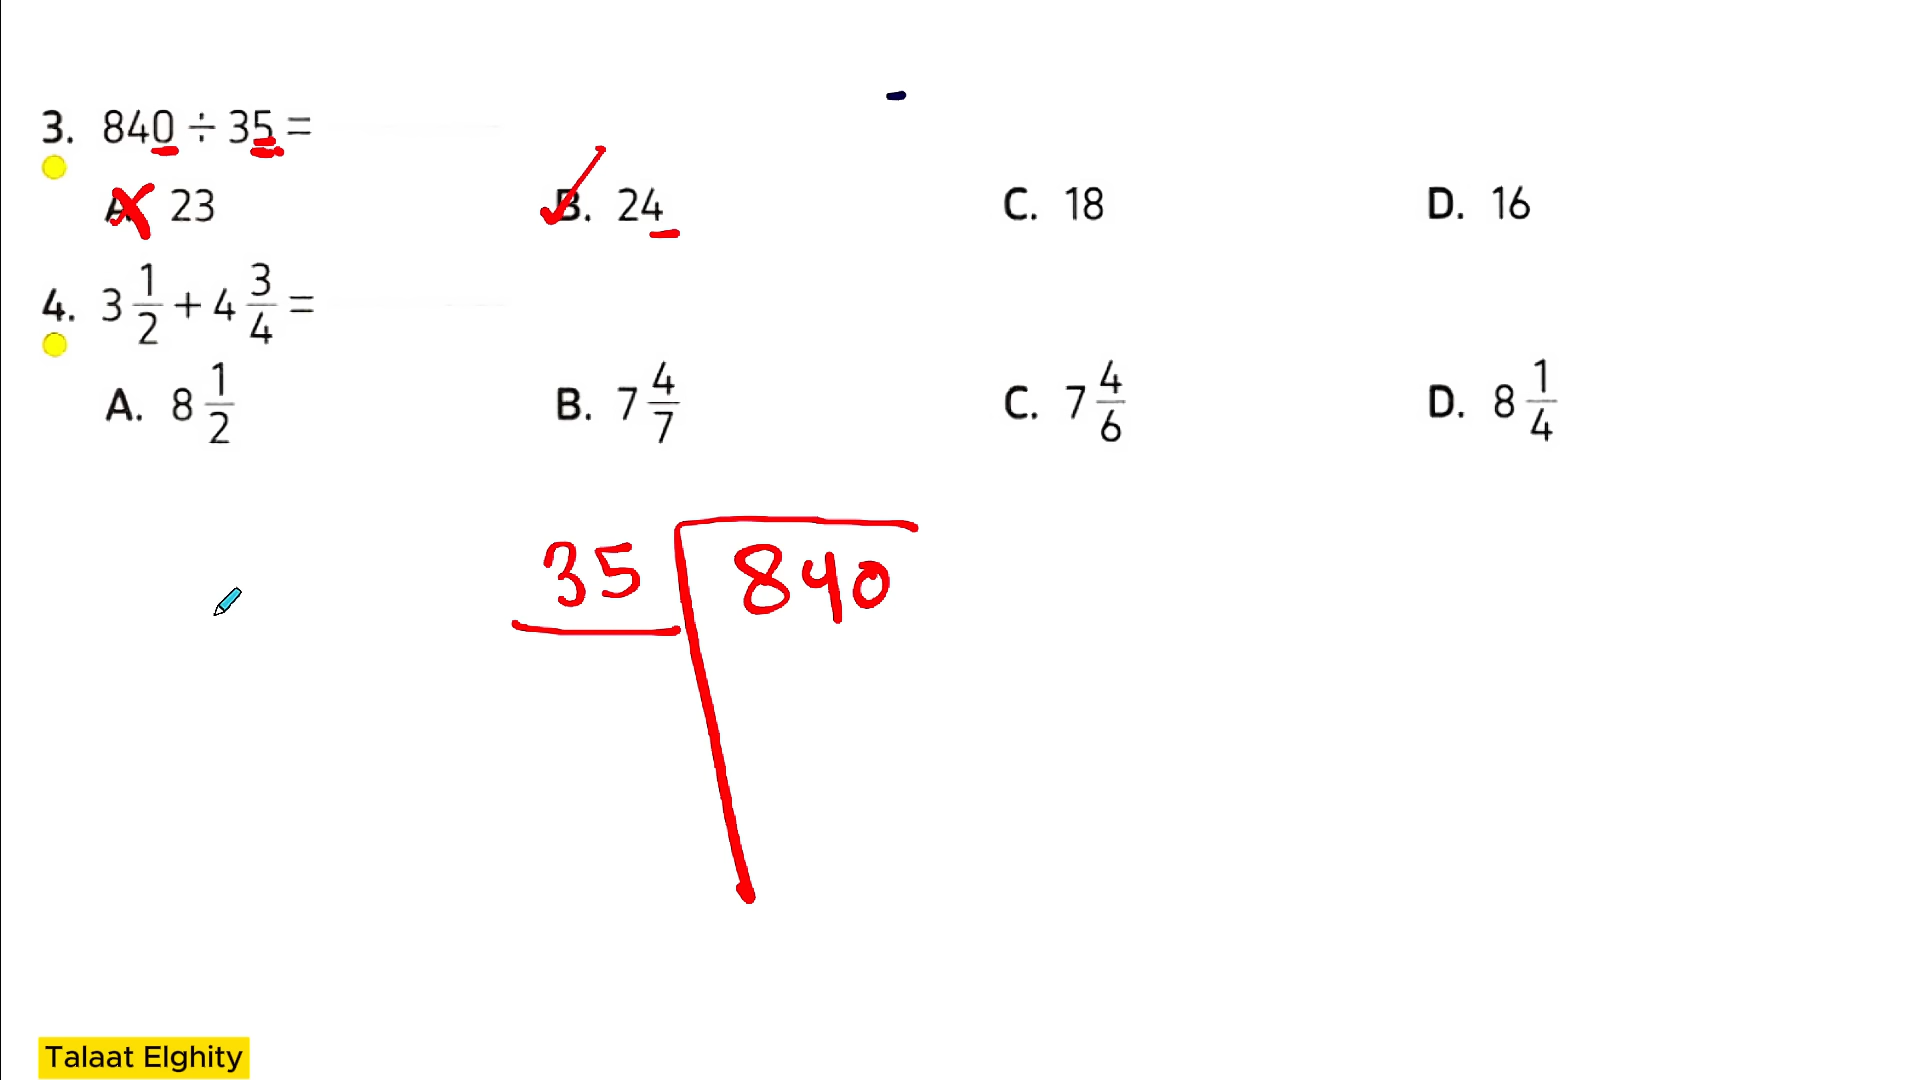 3. 840 ÷ 35 =
A. 23 B. 24 C. 18 D. 16
4. 3 1/2 + 4 3/4 =
A. 8 1/2 B. 7 4/7 C. 7 4/6 D. 8 1/4
35 840
Talaat Elghity